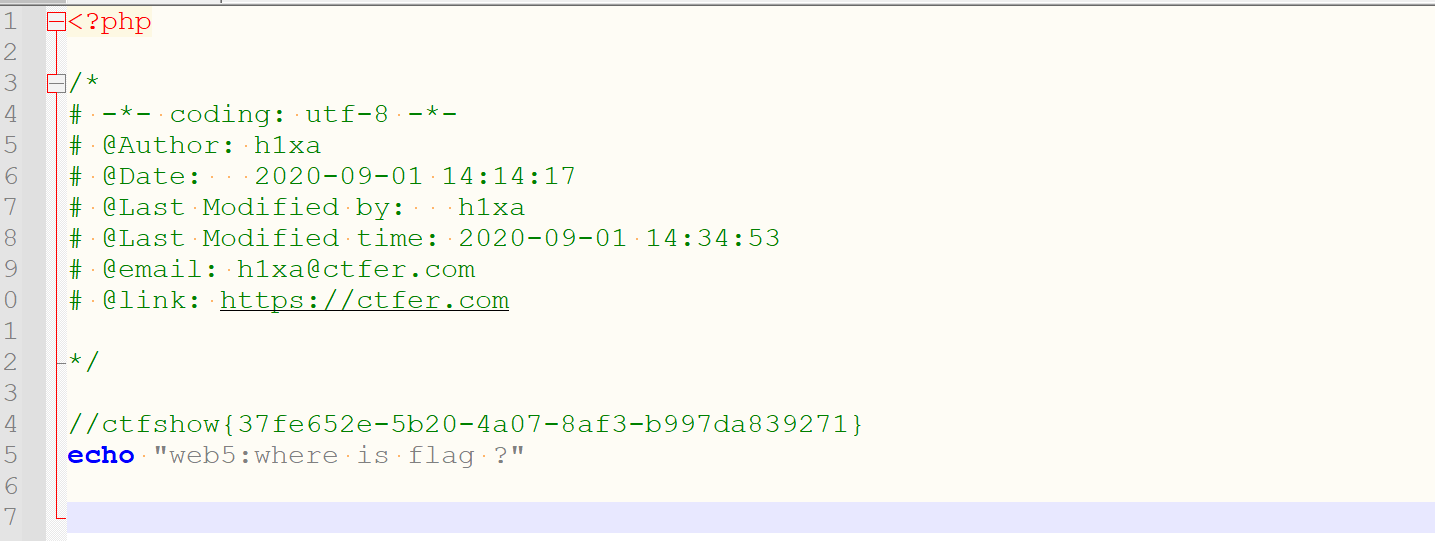 1 <?php
2
3 /*
4 # -*- coding: utf-8 -*-
5 # @Author: h1xa
6 # @Date:   2020-09-01 14:14:17
7 # @Last Modified by:   h1xa
8 # @Last Modified time: 2020-09-01 14:34:53
9 # @email: h1xa@ctfer.com
0 # @link: https://ctfer.com
1
2 */
3
4 //ctfshow{37fe652e-5b20-4a07-8af3-b997da839271}
5 echo "web5:where is flag ?"
6
7